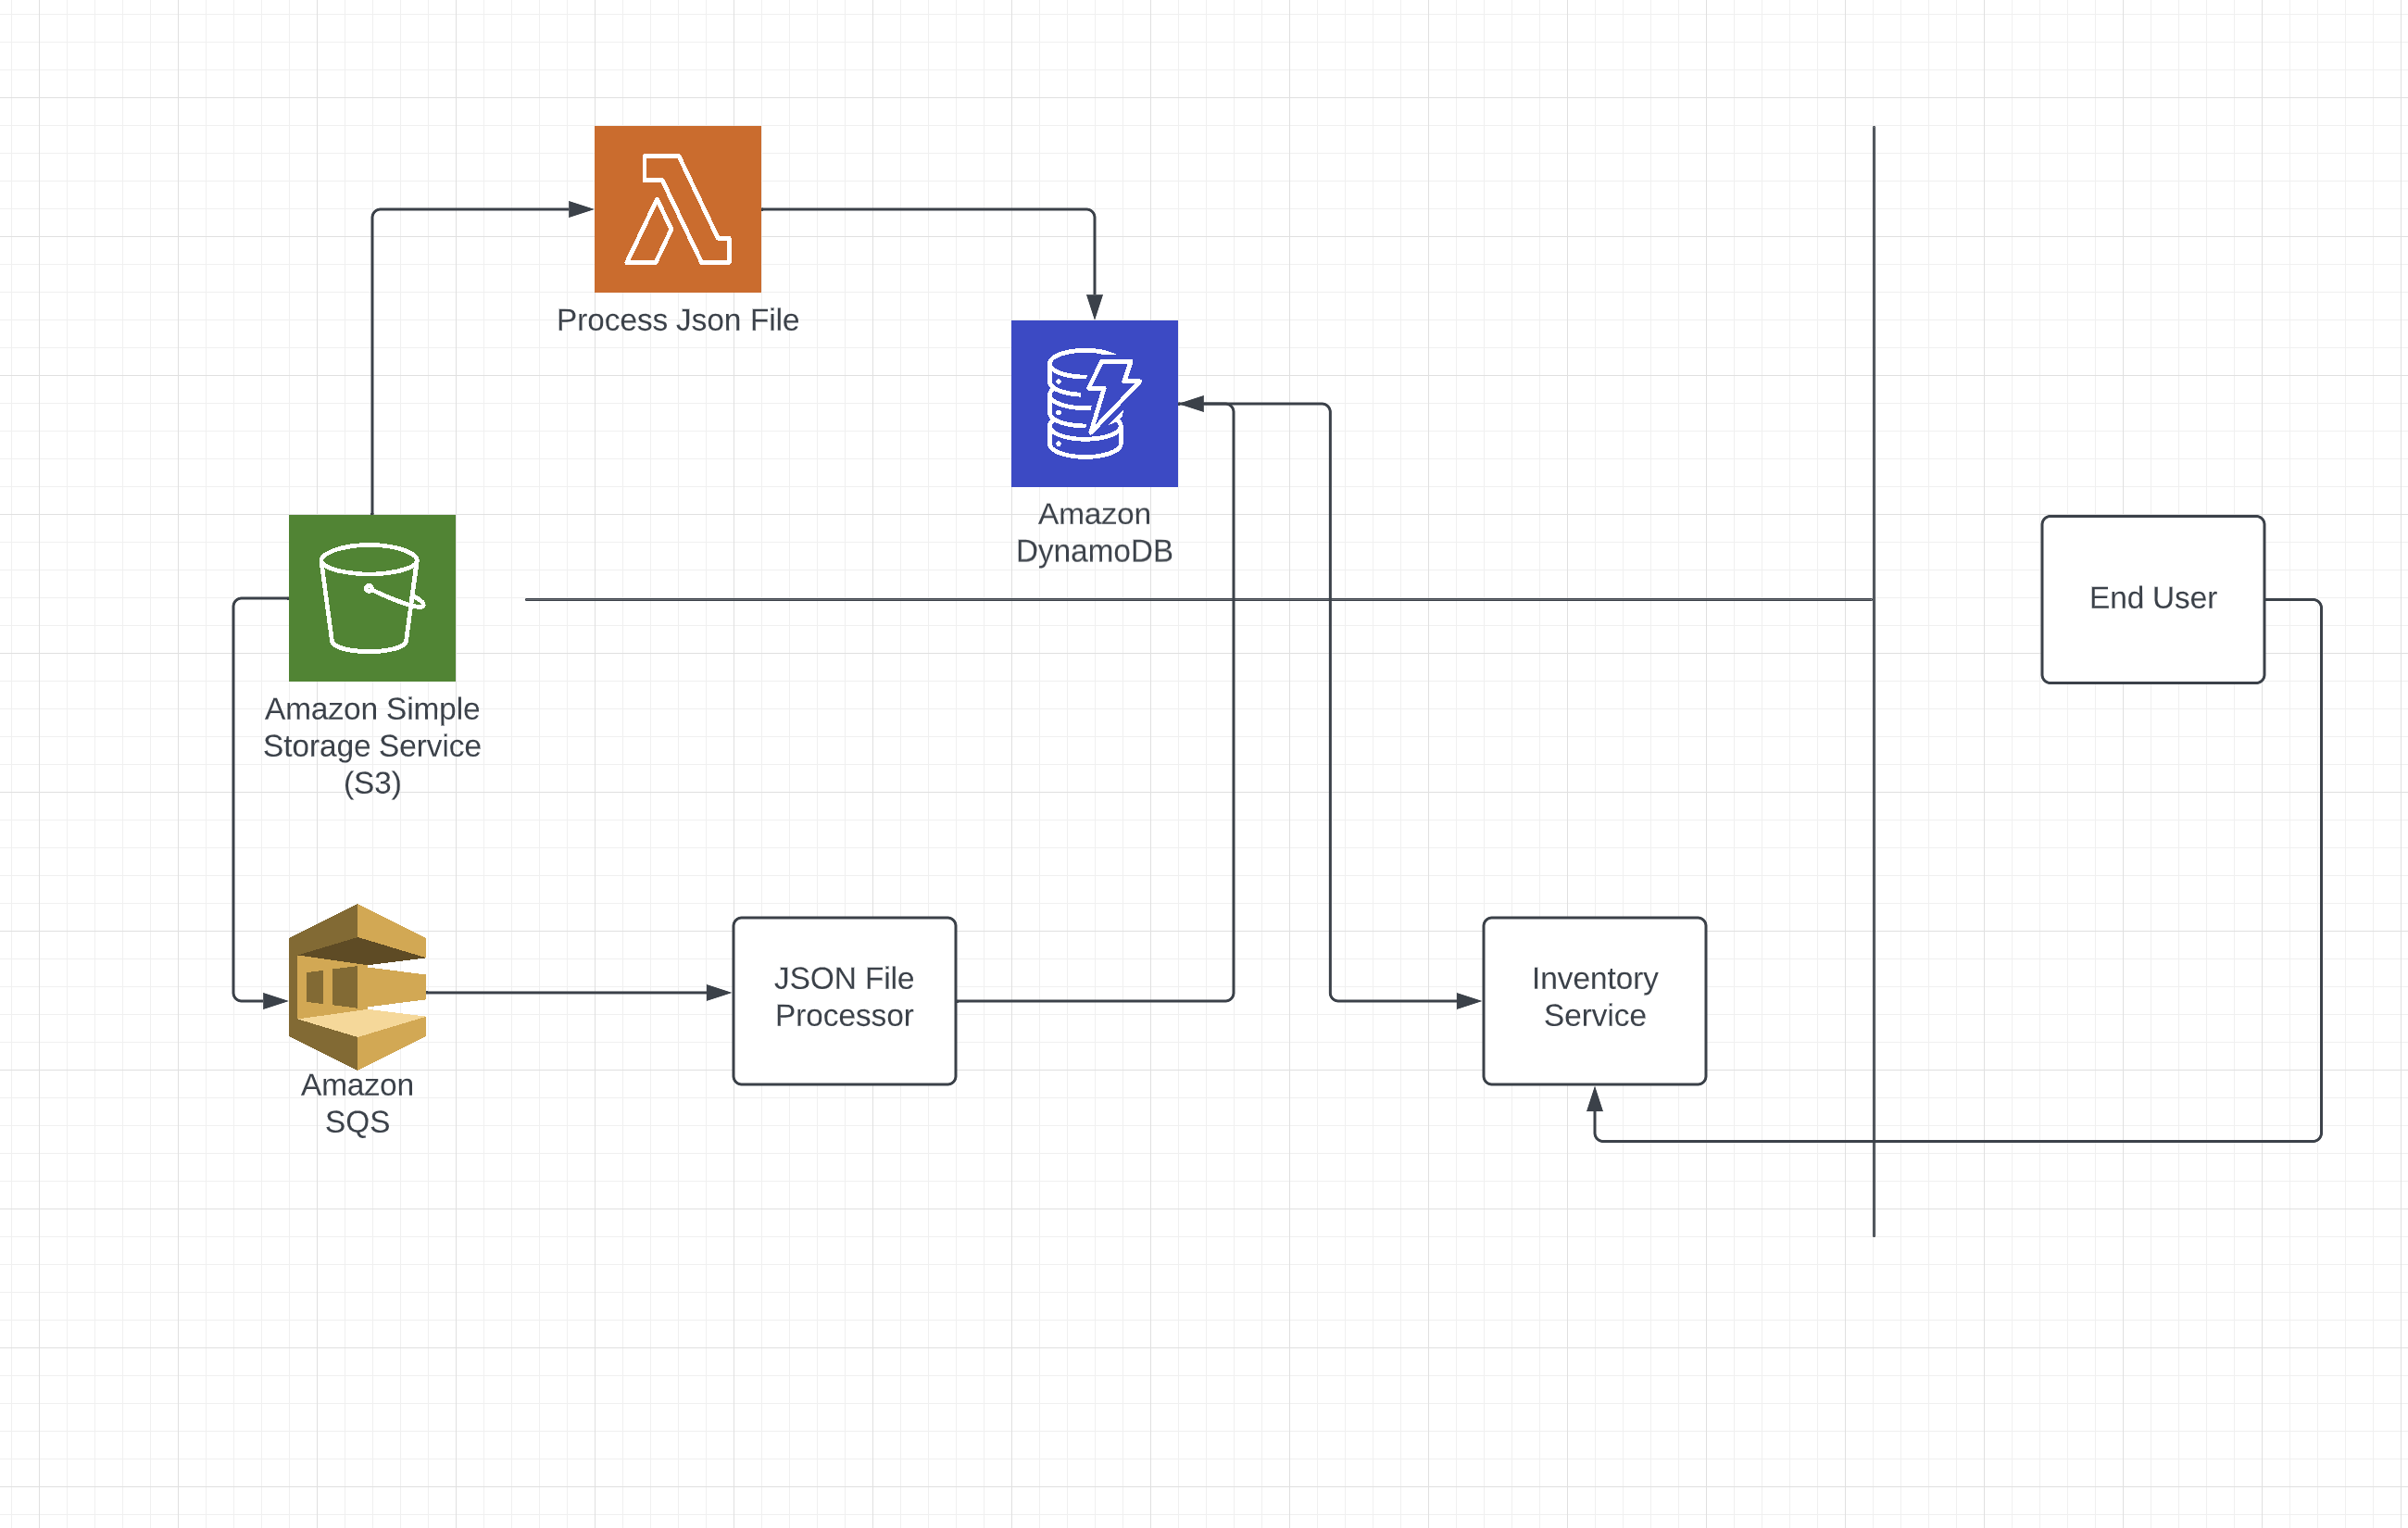 Process Json File
Amazon
DynamoDB
End User
Amazon Simple
Storage Service
(S3)
JSON File
Processor
Inventory
Service
Amazon
SQS